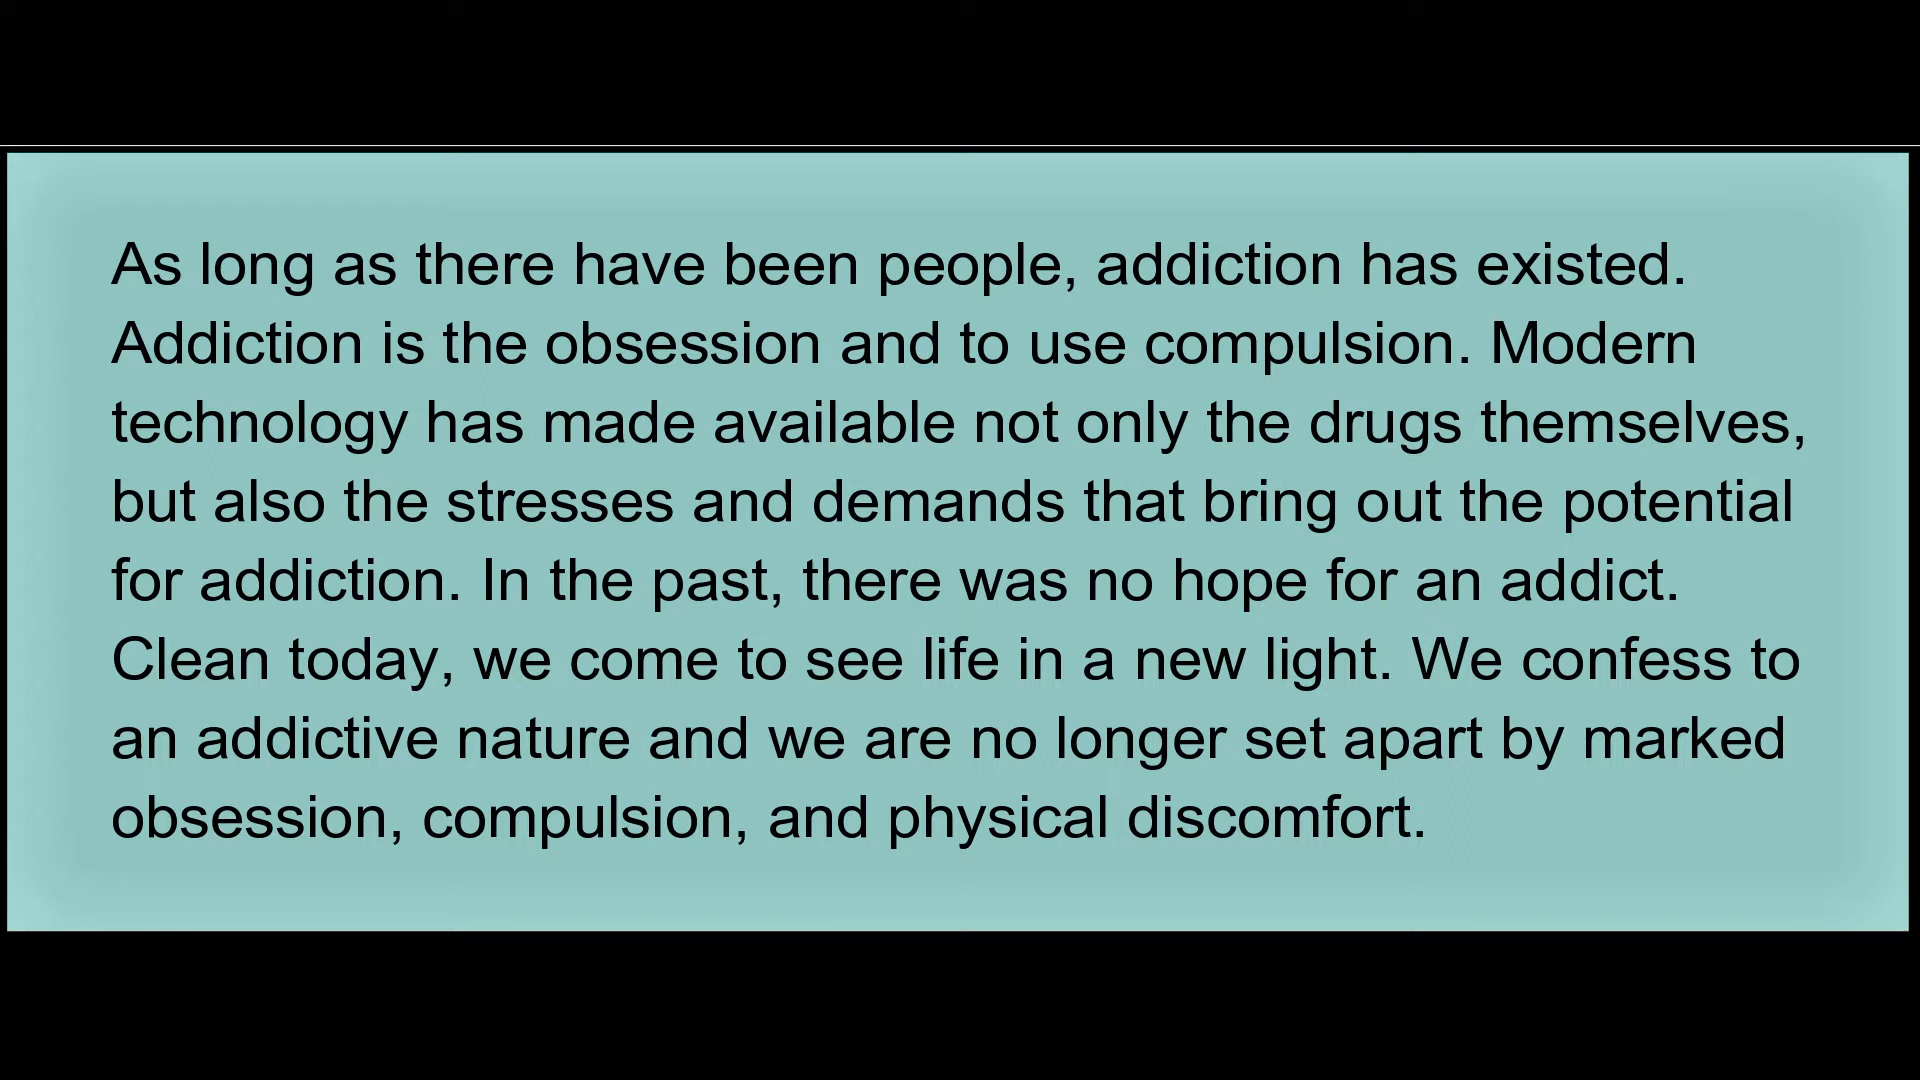 As long as there have been people, addiction has existed.
Addiction is the obsession and to use compulsion. Modern
technology has made available not only the drugs themselves,
but also the stresses and demands that bring out the potential
for addiction. In the past, there was no hope for an addict.
Clean today, we come to see life in a new light. We confess to
an addictive nature and we are no longer set apart by marked
obsession, compulsion, and physical discomfort.